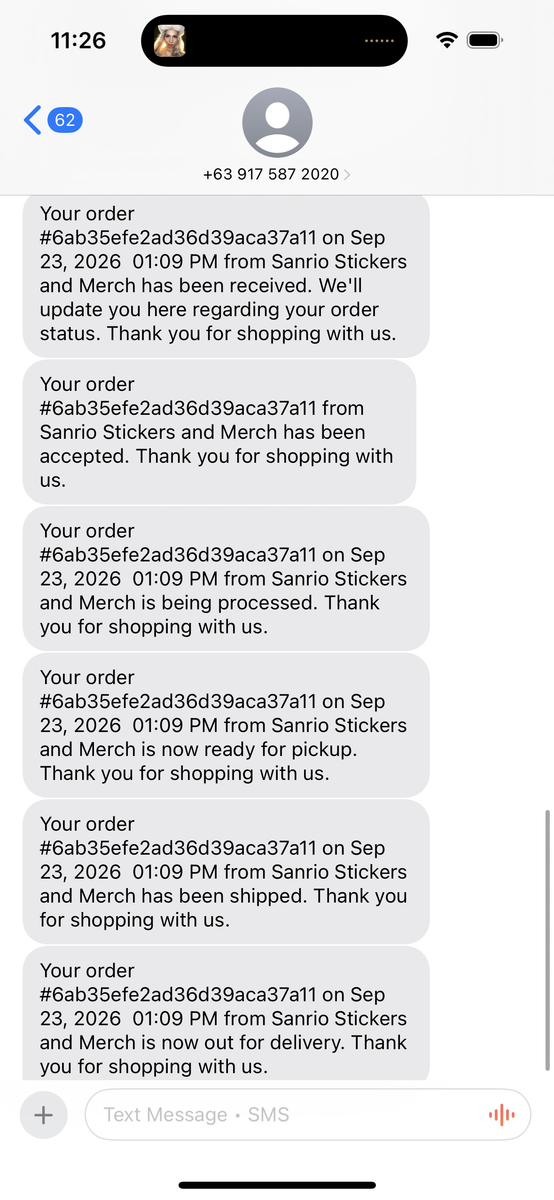 11:26
62
+63 917 587 2020
Your order
#6ab35efe2ad36d39aca37a11 on Sep
23, 2026  01:09 PM from Sanrio Stickers
and Merch has been received. We'll
update you here regarding your order
status. Thank you for shopping with us.
Your order
#6ab35efe2ad36d39aca37a11 from
Sanrio Stickers and Merch has been
accepted. Thank you for shopping with
us.
Your order
#6ab35efe2ad36d39aca37a11 on Sep
23, 2026  01:09 PM from Sanrio Stickers
and Merch is being processed. Thank
you for shopping with us.
Your order
#6ab35efe2ad36d39aca37a11 on Sep
23, 2026  01:09 PM from Sanrio Stickers
and Merch is now ready for pickup.
Thank you for shopping with us.
Your order
#6ab35efe2ad36d39aca37a11 on Sep
23, 2026  01:09 PM from Sanrio Stickers
and Merch has been shipped. Thank you
for shopping with us.
Your order
#6ab35efe2ad36d39aca37a11 on Sep
23, 2026  01:09 PM from Sanrio Stickers
and Merch is now out for delivery. Thank
you for shopping with us.
Text Message • SMS